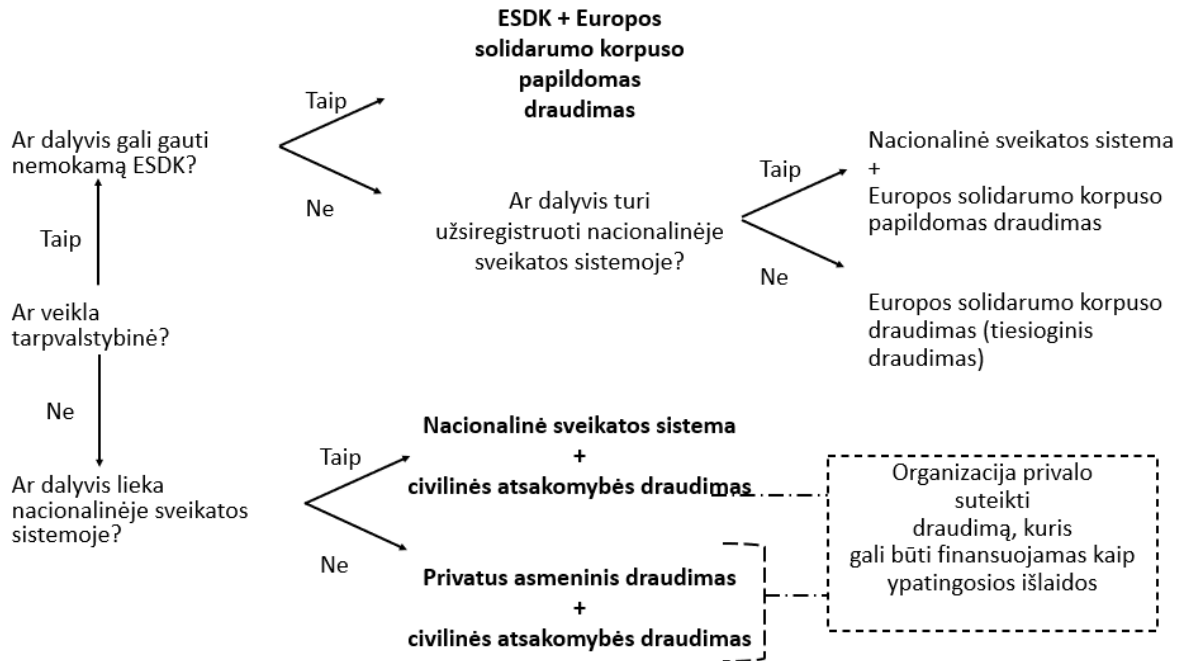 ESDK + Europos
solidarumo korpuso
papildomas
draudimas
Taip
Ar dalyvis gali gauti
nemokamą ESDK?
Ne
Nacionalinė sveikatos sistema
+
Europos solidarumo korpuso
papildomas draudimas
Taip
Ar dalyvis turi
užsiregistruoti nacionalinėje
sveikatos sistemoje?
Ne
Europos solidarumo korpuso
draudimas (tiesioginis
draudimas)
Taip
Ar veikla
tarpvalstybinė?
Ne
Ar dalyvis lieka
nacionalinėje sveikatos
sistemoje?
Taip
Nacionalinė sveikatos sistema
+
civilinės atsakomybės draudimas
Ne
Privatus asmeninis draudimas
+
civilinės atsakomybės draudimas
Organizacija privalo
suteikti
draudimą, kuris
gali būti finansuojamas kaip
ypatingosios išlaidos